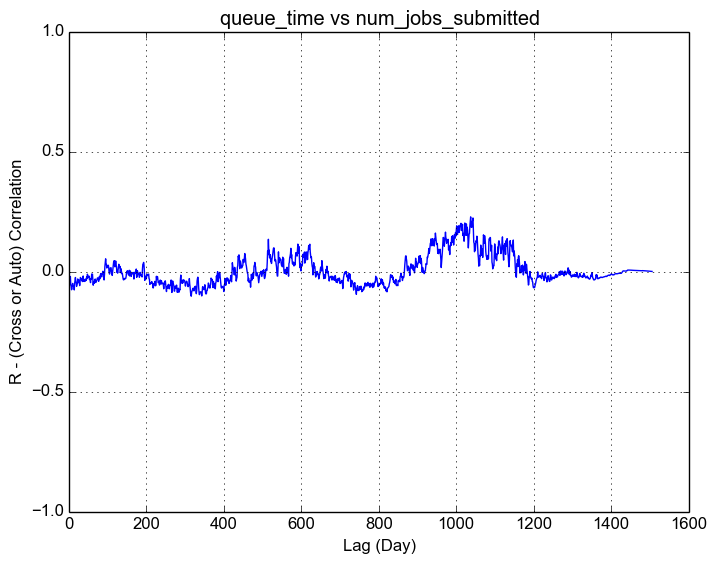 queue_time vs num_jobs_submitted
1.0
0.5
0.0
−0.5
−1.0
R - (Cross or Auto) Correlation
0 200 400 600 800 1000 1200 1400 1600
Lag (Day)